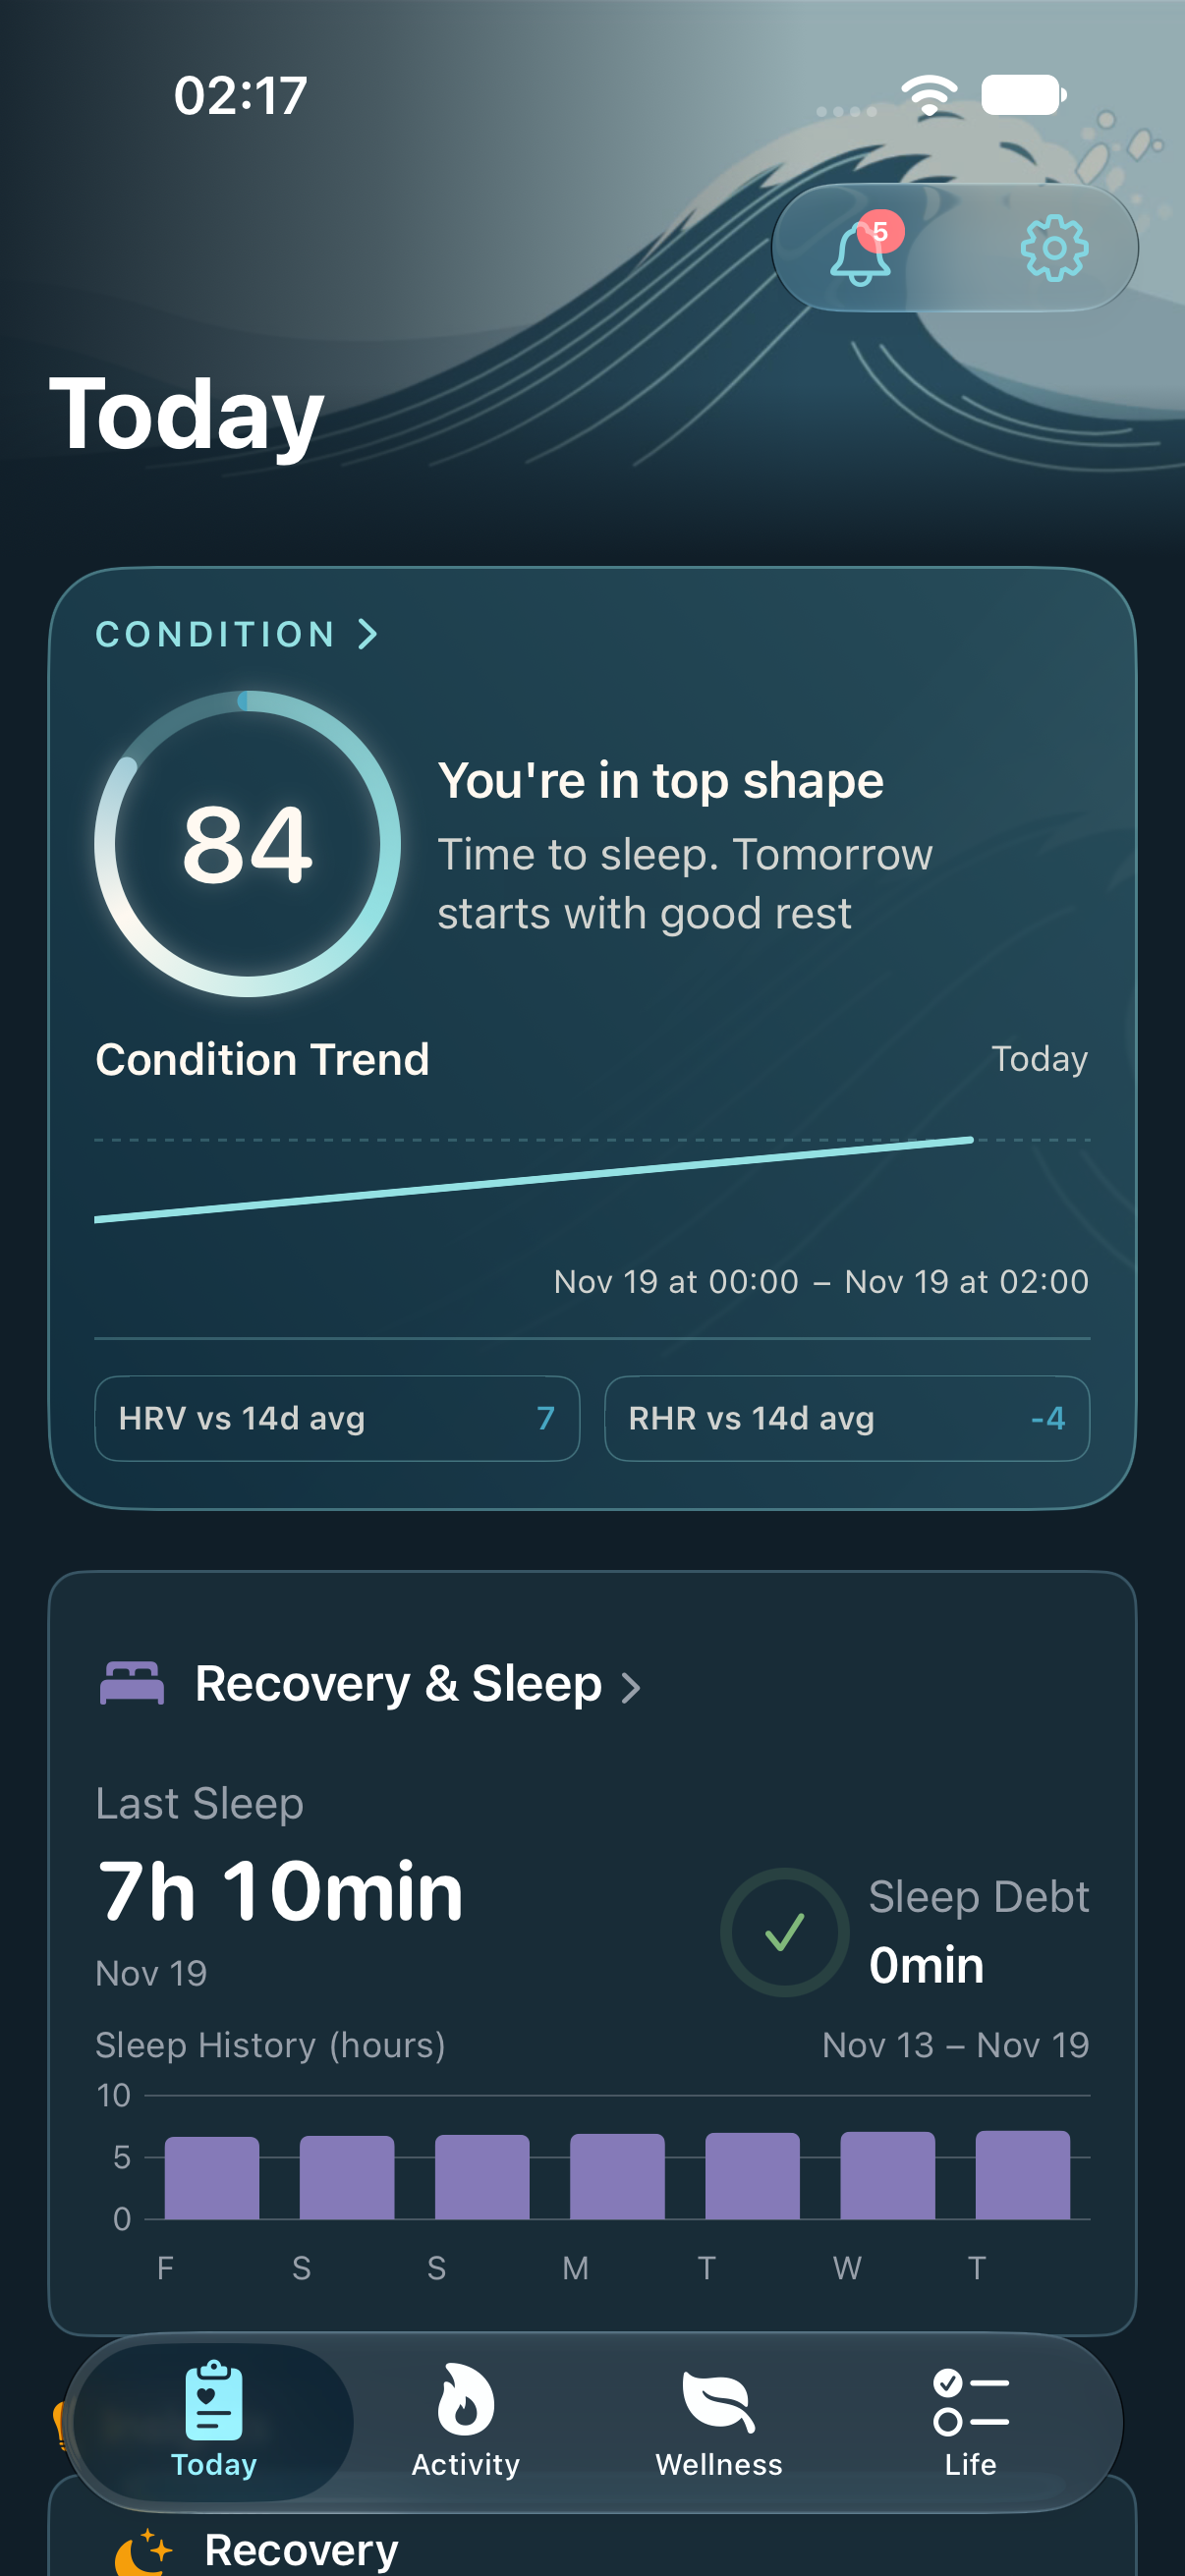 02:17
5
Today
CONDITION
84
You're in top shape
Time to sleep. Tomorrow
starts with good rest
Condition Trend
Today
Nov 19 at 00:00 – Nov 19 at 02:00
HRV vs 14d avg 7
RHR vs 14d avg -4
Recovery & Sleep
Last Sleep
7h 10min
Nov 19
Sleep Debt
0min
Sleep History (hours)
Nov 13 – Nov 19
10
5
0
F S S M T W T
Today
Activity
Wellness
Life
Recovery